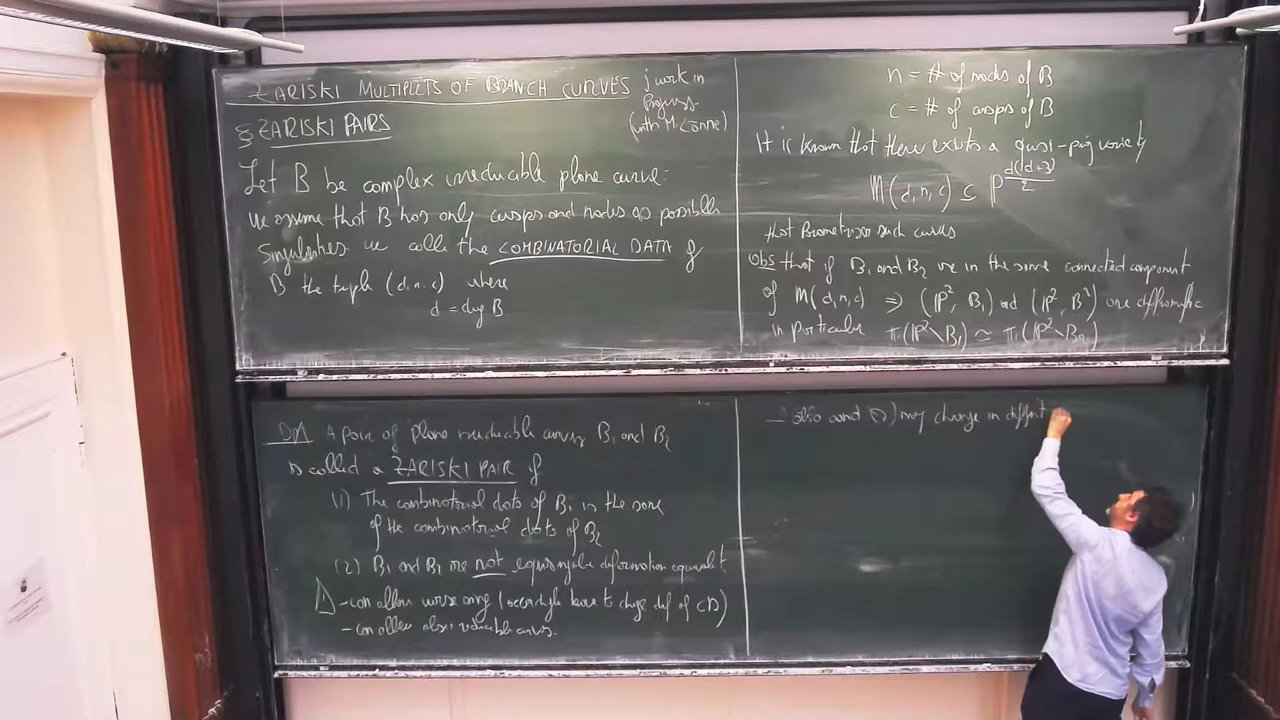 ZARISKI MULTIPLETS OF BRANCH CURVES
§ ZARISKI PAIRS
work in
Progress
(with M. Lönne)
Let B be complex irreducible plane curve:
we assume that B has only cusps and nodes as possible
Singularities we call the COMBINATORIAL DATA of
B the triple (d, n, c) where
d = deg B
n = # of nodes of B
c = # of cusps of B
It is known that there exists a quasi-proj variety
M(d, n, c) ⊆ P^{d(d+3)/2}
that Parametrizes such curves
Obs that if B₁ and B₂ are in the same connected component
of M(d, n, c) ⇒ (P², B₁) and (P², B²) are diffeomorphic
in particular π₁(P²\B₁) ≃ π₁(P²\B₂)
A pair of plane irreducible curves B₁ and B₂
is called a ZARISKI PAIR if
(1) The combinatorial data of B₁ is the same
of the combinatorial data of B₂
(2) B₁ and B₂ are not equisingular deformation equivalent
- can allow worse sing (accordingly have to change def of CD)
- can allow also reducible curves.
- also cond (2) may change in different